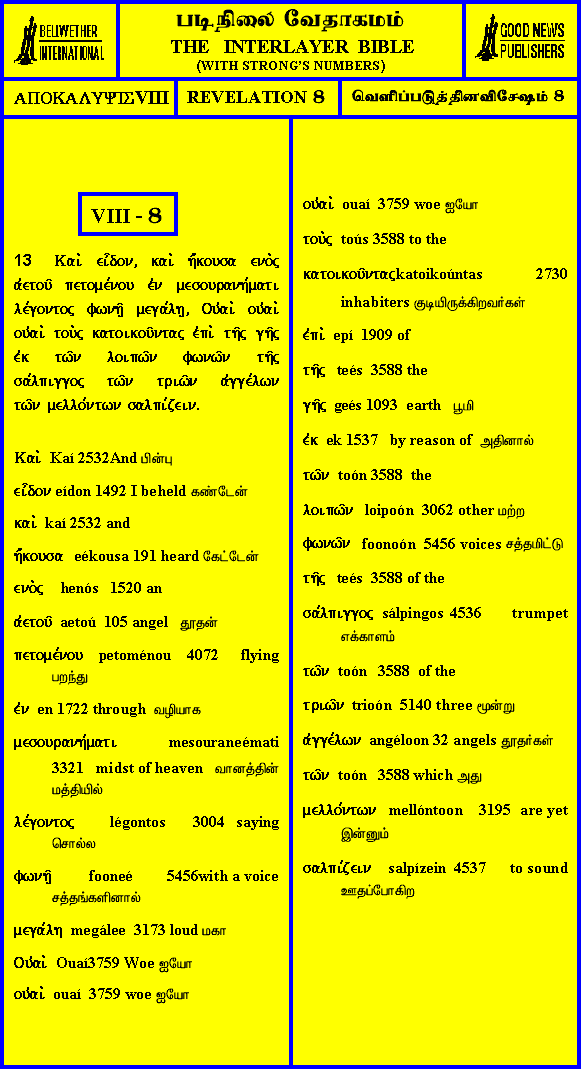 BELLWETHER
INTERNATIONAL
படிநிலை வேதாகமம்
THE INTERLAYER BIBLE
(WITH STRONG'S NUMBERS)
GOOD NEWS
PUBLISHERS
ΑΠΟΚΑΛΥΨΙΣVIII
REVELATION 8
வெளிப்படுத்தினவிசேஷம் 8
VIII - 8
13 Καὶ εἶδον, καὶ ἤκουσα ενὸς
ἀετοῦ πετομένου ἐν μεσουρανήματι
λέγοντος φωνῇ μεγάλῃ, Οὐαὶ οὐαὶ
οὐαὶ τοὺς κατοικοῦντας ἐπὶ τῆς γῆς
ἐκ τῶν λοιπῶν φωνῶν τῆς
σάλπιγγος τῶν τριῶν ἀγγέλων
τῶν μελλόντων σαλπίζειν.
Καὶ Kaí 2532And பின்பு
εἶδον eídon 1492 I beheld கண்டேன்
καὶ kaí 2532 and
ἤκουσα eékousa 191 heard கேட்டேன்
ενὸς henós 1520 an
ἀετοῦ aetoú 105 angel தூதன்
πετομένου petoménou 4072 flying
பறந்து
ἐν en 1722 through வழியாக
μεσουρανήματι mesouraneémati
3321 midst of heaven வானத்தின்
மத்தியில்
λέγοντος légontos 3004 saying
சொல்ல
φωνῇ fooneé 5456with a voice
சத்தங்களினால்
μεγάλη megálee 3173 loud மகா
Οὐαὶ Ouaí3759 Woe ஐயோ
οὐαὶ ouaí 3759 woe ஐயோ
οὐαὶ ouaí 3759 woe ஐயோ
τοὺς toús 3588 to the
κατοικοῦνταςkatoikoúntas 2730
inhabiters குடியிருக்கிறவர்கள்
ἐπὶ epí 1909 of
τῆς teés 3588 the
γῆς geés 1093 earth பூமி
ἐκ ek 1537 by reason of அதினால்
τῶν toón 3588 the
λοιπῶν loipoón 3062 other மற்ற
φωνῶν foonoón 5456 voices சத்தமிட்டு
τῆς teés 3588 of the
σάλπιγγος sálpingos 4536 trumpet
எக்காளம்
τῶν toón 3588 of the
τριῶν trioón 5140 three மூன்று
ἀγγέλων angéloon 32 angels தூதர்கள்
τῶν toón 3588 which அது
μελλόντων mellóntoon 3195 are yet
இன்னும்
σαλπίζειν salpízein 4537 to sound
ஊதப்போகிற